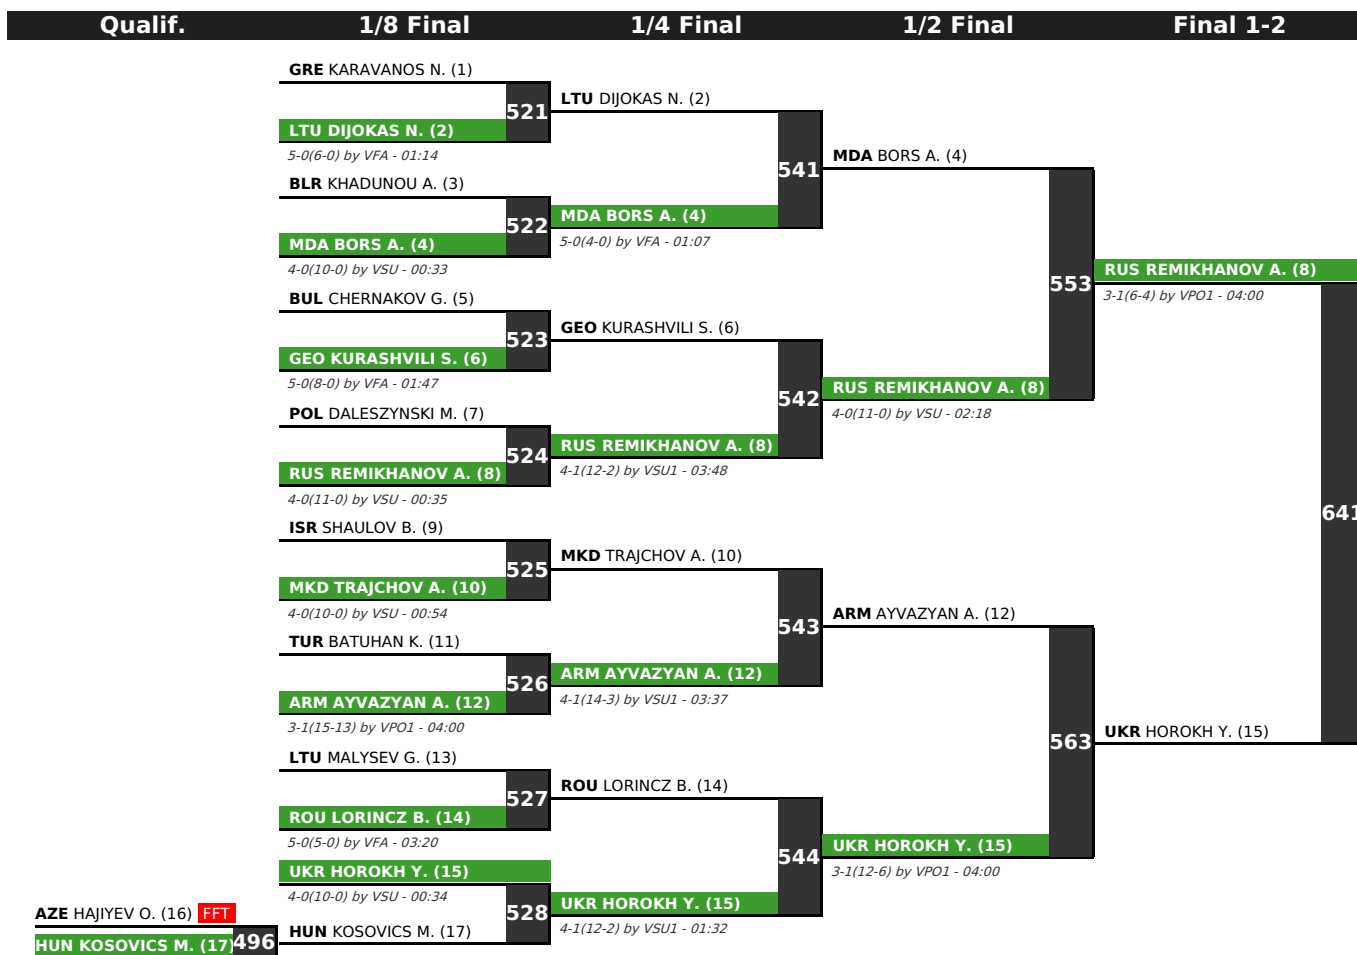 Qualif.
1/8 Final
1/4 Final
1/2 Final
Final 1-2
GRE KARAVANOS N. (1)
521
LTU DIJOKAS N. (2)
5-0(6-0) by VFA - 01:14
BLR KHADUNOU A. (3)
522
MDA BORS A. (4)
4-0(10-0) by VSU - 00:33
BUL CHERNAKOV G. (5)
523
GEO KURASHVILI S. (6)
5-0(8-0) by VFA - 01:47
POL DALESZYNSKI M. (7)
524
RUS REMIKHANOV A. (8)
4-0(11-0) by VSU - 00:35
ISR SHAULOV B. (9)
525
MKD TRAJCHOV A. (10)
4-0(10-0) by VSU - 00:54
TUR BATUHAN K. (11)
526
ARM AYVAZYAN A. (12)
3-1(15-13) by VPO1 - 04:00
LTU MALYSEV G. (13)
527
ROU LORINCZ B. (14)
5-0(5-0) by VFA - 03:20
UKR HOROKH Y. (15)
4-0(10-0) by VSU - 00:34
528
HUN KOSOVICS M. (17)
AZE HAJIYEV O. (16) FFT
HUN KOSOVICS M. (17)
496
LTU DIJOKAS N. (2)
541
MDA BORS A. (4)
5-0(4-0) by VFA - 01:07
GEO KURASHVILI S. (6)
542
RUS REMIKHANOV A. (8)
4-1(12-2) by VSU1 - 03:48
MKD TRAJCHOV A. (10)
543
ARM AYVAZYAN A. (12)
4-1(14-3) by VSU1 - 03:37
ROU LORINCZ B. (14)
544
UKR HOROKH Y. (15)
4-1(12-2) by VSU1 - 01:32
MDA BORS A. (4)
553
RUS REMIKHANOV A. (8)
4-0(11-0) by VSU - 02:18
ARM AYVAZYAN A. (12)
563
UKR HOROKH Y. (15)
3-1(12-6) by VPO1 - 04:00
RUS REMIKHANOV A. (8)
3-1(6-4) by VPO1 - 04:00
641
UKR HOROKH Y. (15)